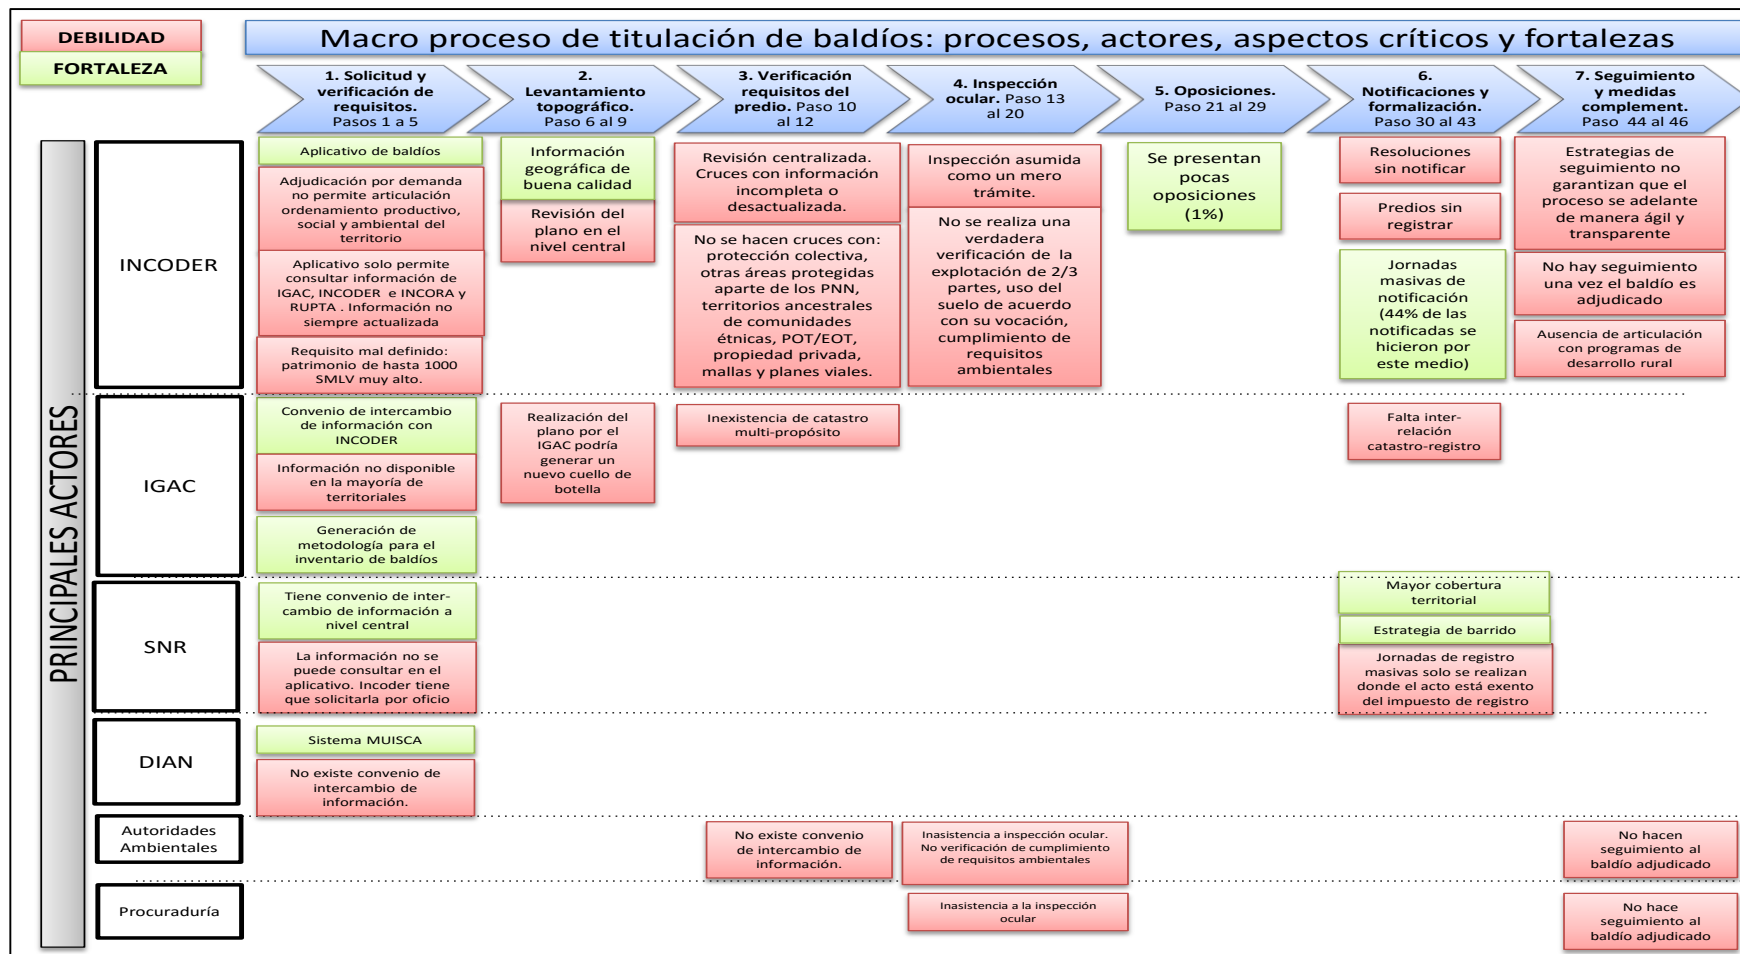 DEBILIDAD
FORTALEZA
Macro proceso de titulación de baldíos: procesos, actores, aspectos críticos y fortalezas
1. Solicitud y
verificación de
requisitos.
Pasos 1 a 5
2.
Levantamiento
topográfico.
Paso 6 al 9
3. Verificación
requisitos del
predio. Paso 10
al 12
4. Inspección
ocular. Paso 13
al 20
5. Oposiciones.
Paso 21 al 29
6.
Notificaciones y
formalización.
Paso 30 al 43
7. Seguimiento
y medidas
complement.
Paso 44 al 46
PRINCIPALES ACTORES
INCODER
Aplicativo de baldíos
Adjudicación por demanda
no permite articulación
ordenamiento productivo,
social y ambiental del
territorio
Aplicativo solo permite
consultar información de
IGAC, INCODER e INCORA y
RUPTA . Información no
siempre actualizada
Requisito mal definido:
patrimonio de hasta 1000
SMLV muy alto.
Información
geográfica de
buena calidad
Revisión del
plano en el
nivel central
Revisión centralizada.
Cruces con información
incompleta o
desactualizada.
No se hacen cruces con:
protección colectiva,
otras áreas protegidas
aparte de los PNN,
territorios ancestrales
de comunidades
étnicas, POT/EOT,
propiedad privada,
mallas y planes viales.
Inspección asumida
como un mero
trámite.
No se realiza una
verdadera
verificación de la
explotación de 2/3
partes, uso del
suelo de acuerdo
con su vocación,
cumplimiento de
requisitos
ambientales
Se presentan
pocas
oposiciones
(1%)
Resoluciones
sin notificar
Predios sin
registrar
Jornadas
masivas de
notificación
(44% de las
notificadas se
hicieron por
este medio)
Estrategias de
seguimiento no
garantizan que el
proceso se adelante
de manera ágil y
transparente
No hay seguimiento
una vez el baldío es
adjudicado
Ausencia de articulación
con programas de
desarrollo rural
IGAC
Convenio de intercambio
de información con
INCODER
Información no disponible
en la mayoría de
territoriales
Generación de
metodología para el
inventario de baldíos
Realización del
plano por el
IGAC podría
generar un
nuevo cuello de
botella
Inexistencia de catastro
multi-propósito
Falta inter-
relación
catastro-registro
SNR
Tiene convenio de inter-
cambio de información a
nivel central
La información no se
puede consultar en el
aplicativo. Incoder tiene
que solicitarla por oficio
Mayor cobertura
territorial
Estrategia de barrido
Jornadas de registro
masivas solo se realizan
donde el acto está exento
del impuesto de registro
DIAN
Sistema MUISCA
No existe convenio de
intercambio de
información.
Autoridades
Ambientales
No existe convenio
de intercambio de
información.
Inasistencia a inspección ocular.
No verificación de cumplimiento
de requisitos ambientales
No hacen
seguimiento al
baldío adjudicado
Procuraduría
Inasistencia a la inspección
ocular
No hace
seguimiento al
baldío adjudicado